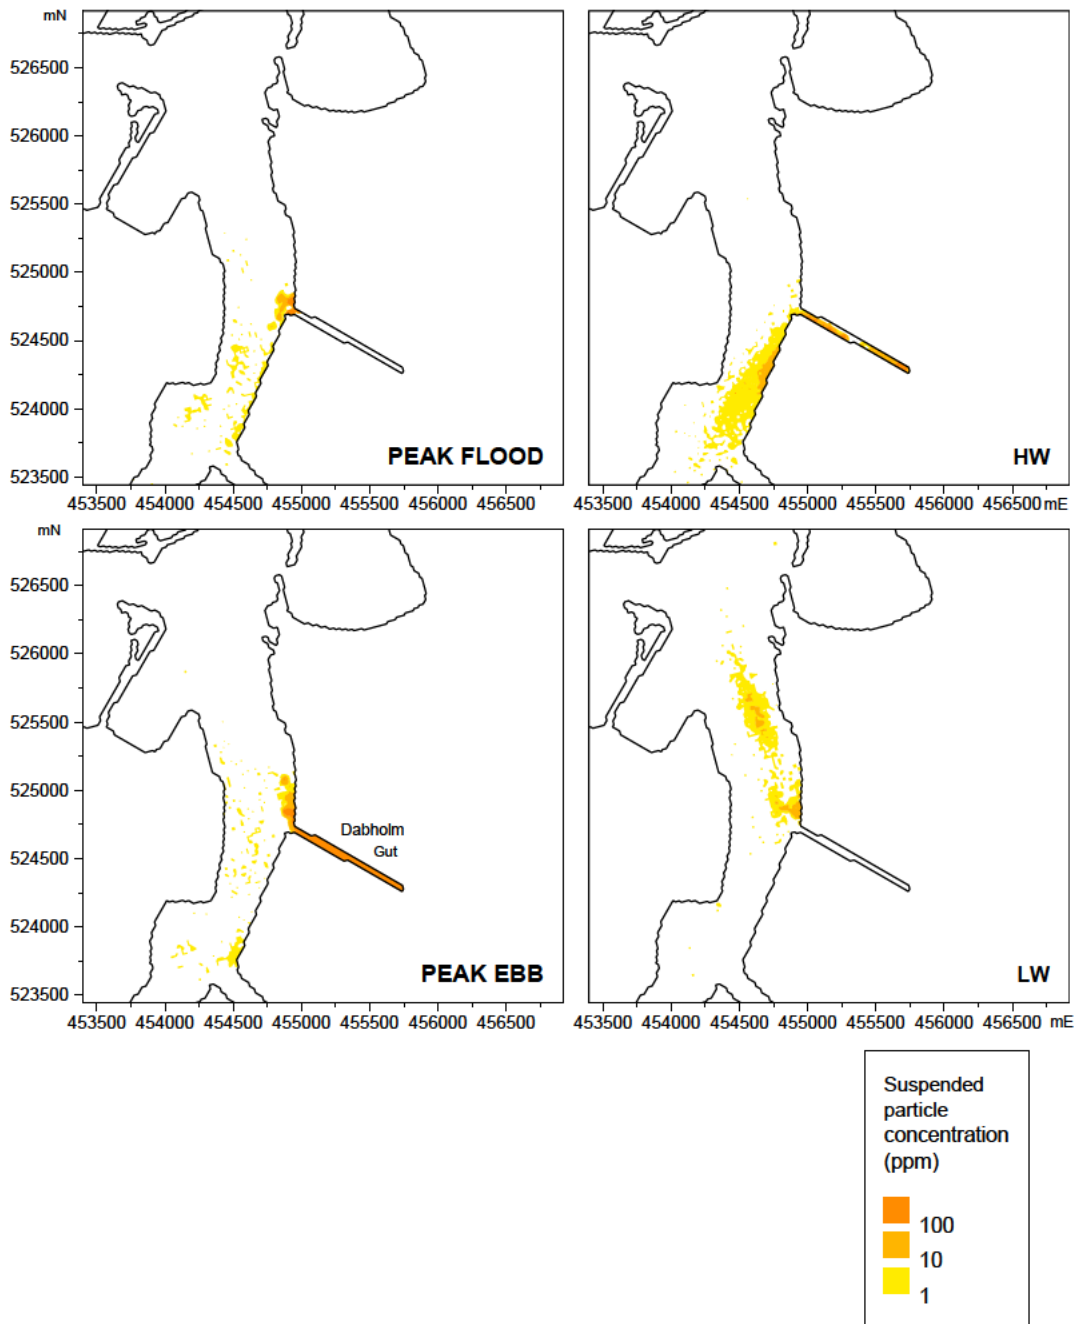 mN
526500
526000
525500
525000
524500
524000
523500
PEAK FLOOD
HW
453500 454000 454500 455000 455500 456000 456500
453500 454000 454500 455000 455500 456000 456500 mE
mN
526500
526000
525500
525000
524500
524000
523500
Dabholm
Gut
PEAK EBB
LW
453500 454000 454500 455000 455500 456000 456500
453500 454000 454500 455000 455500 456000 456500 mE
Suspended
particle
concentration
(ppm)
100
10
1